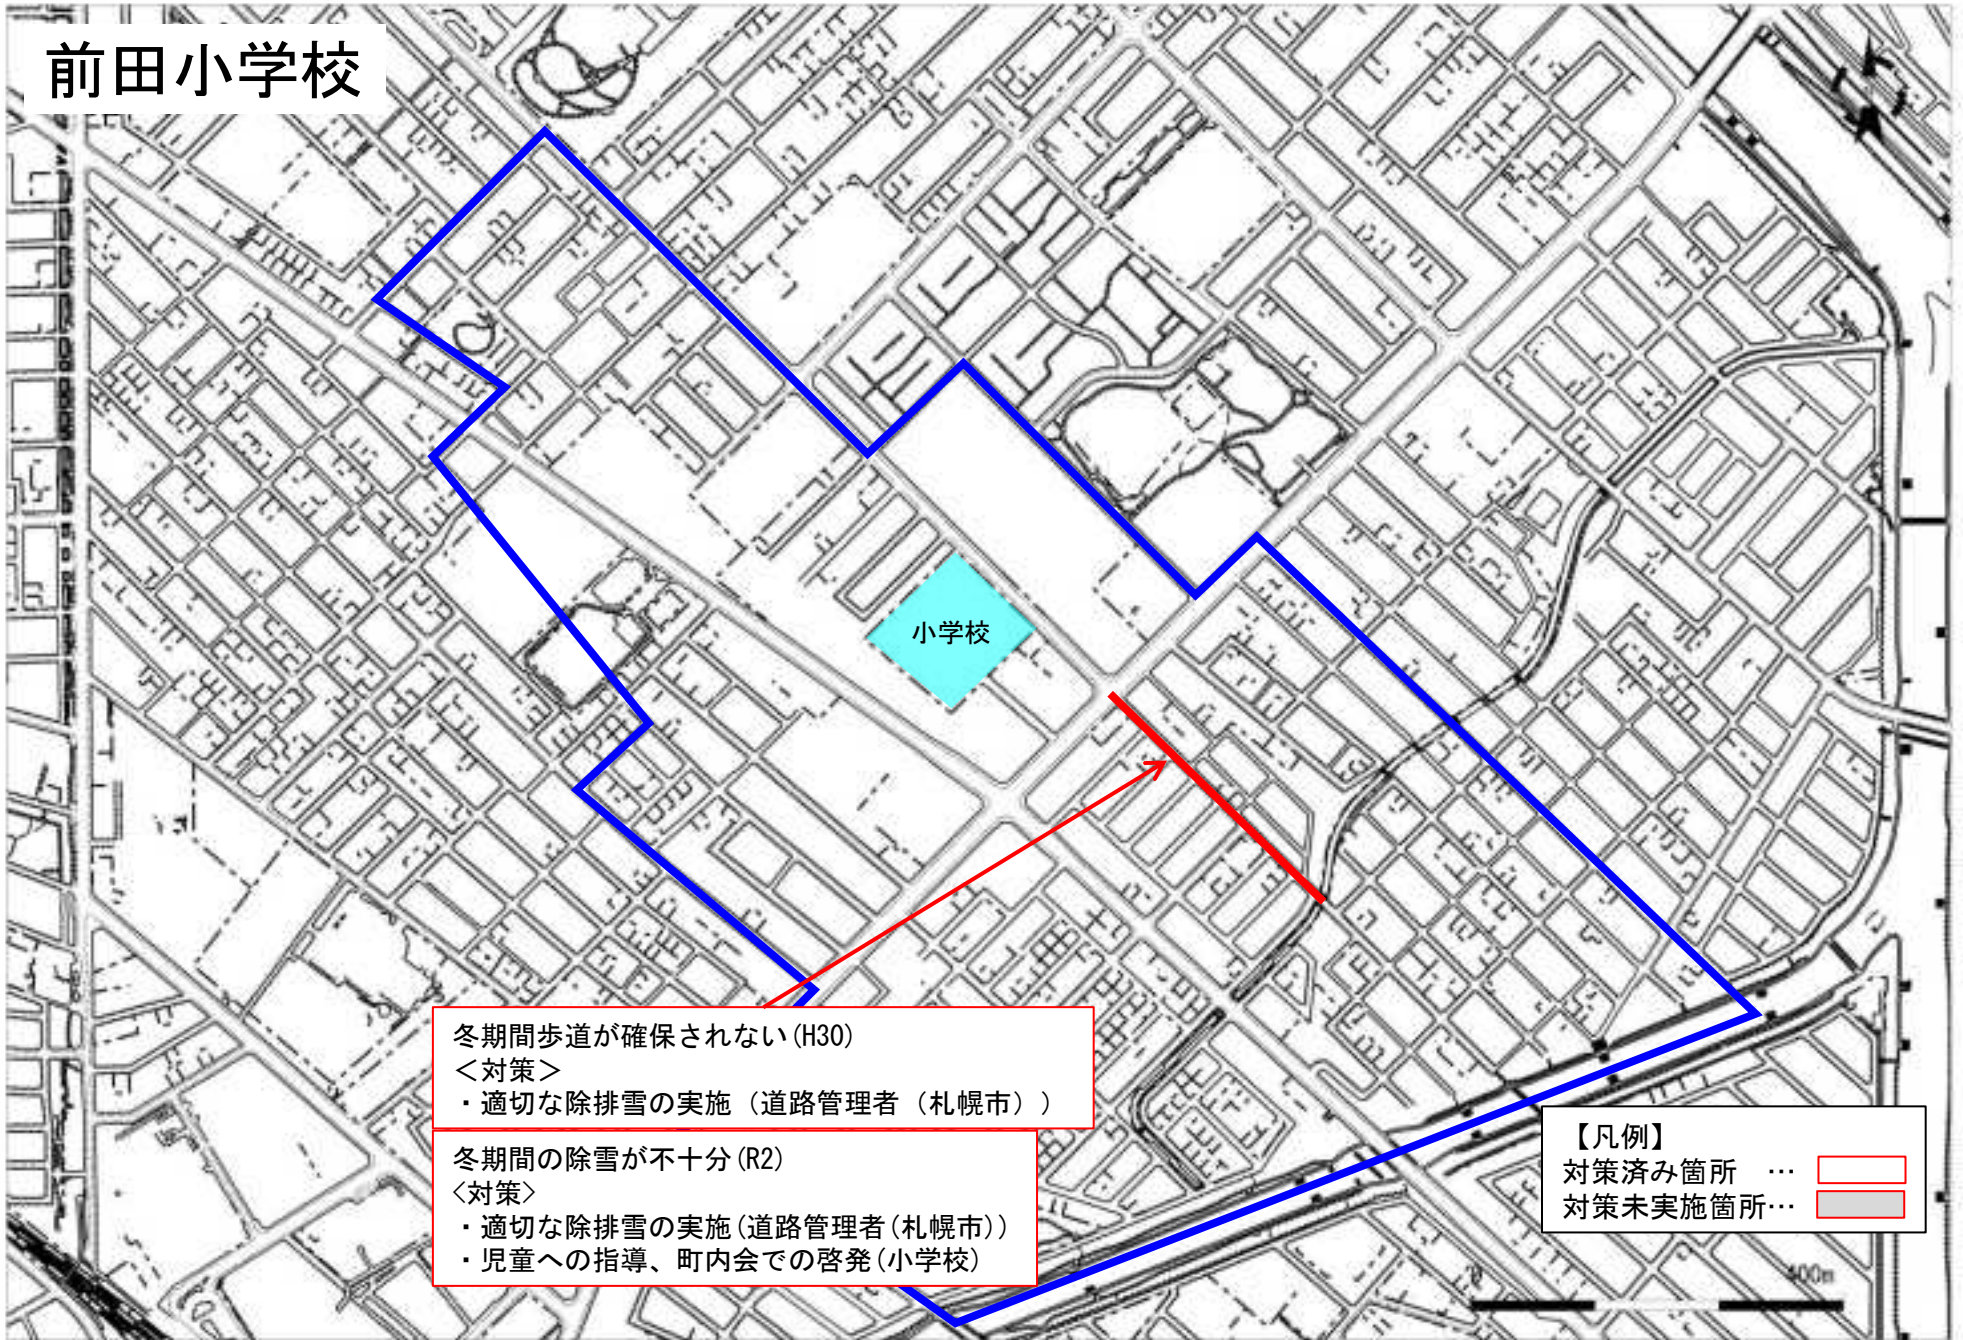 前田小学校
小学校
冬期間歩道が確保されない(H30)
＜対策＞
・適切な除排雪の実施（道路管理者（札幌市））
冬期間の除雪が不十分(R2)
<対策>
・適切な除排雪の実施(道路管理者(札幌市))
・児童への指導、町内会での啓発(小学校)
【凡例】
対策済み箇所　…
対策未実施箇所…
0
400m